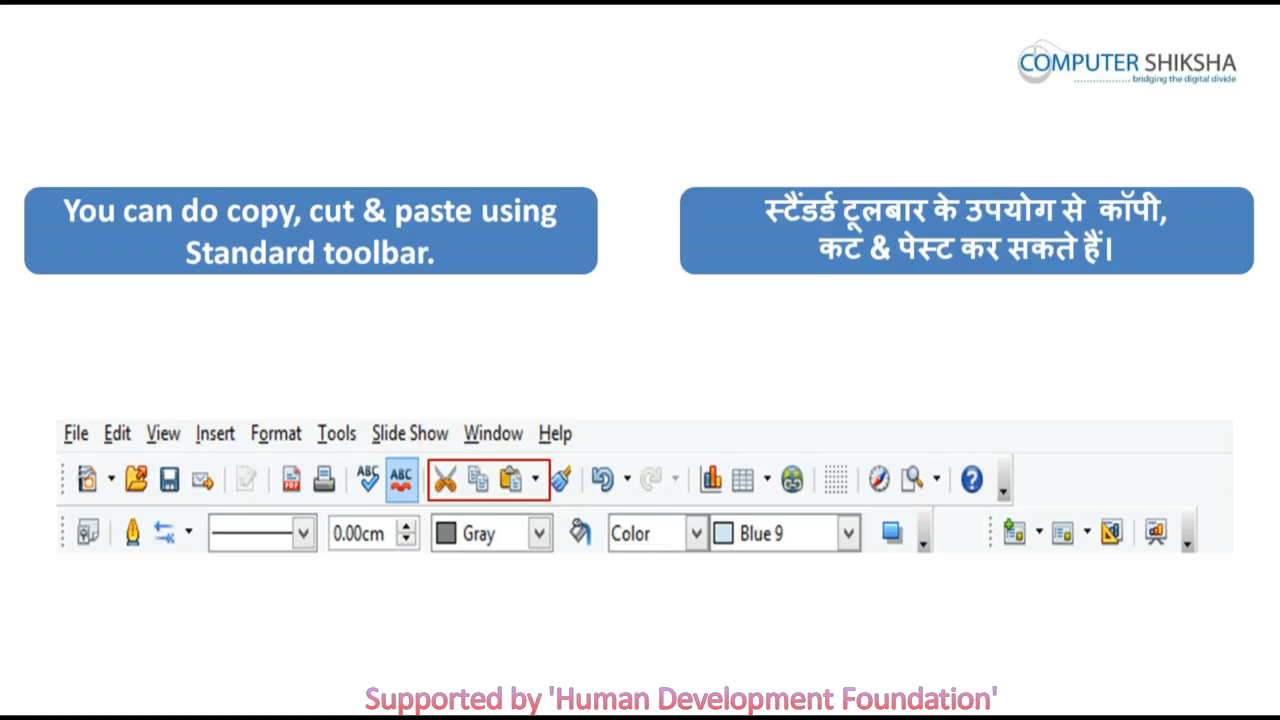 COMPUTER SHIKSHA
bridging the digital divide
You can do copy, cut & paste using
Standard toolbar.
स्टैंडर्ड टूलबार के उपयोग से कॉपी,
कट & पेस्ट कर सकते हैं।
File Edit View Insert Format Tools Slide Show Window Help
PDF ABC ABC ?
0.00cm Gray Color Blue 9
Supported by 'Human Development Foundation'